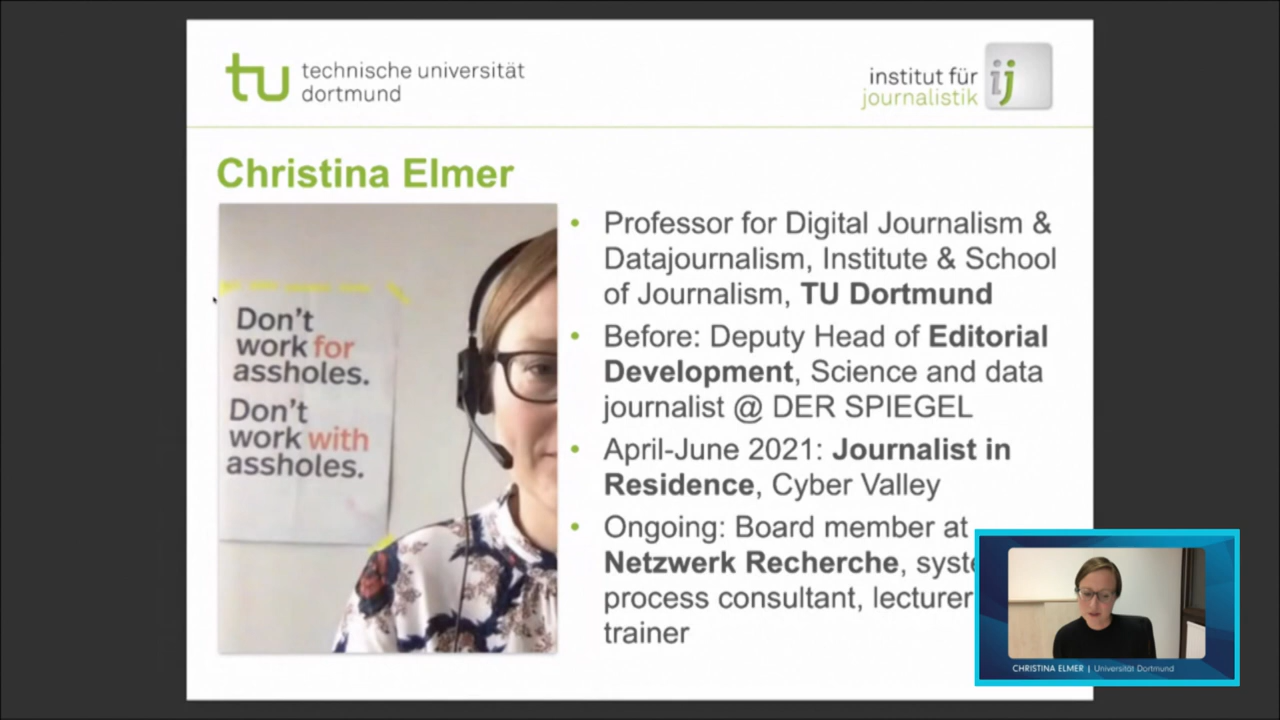 tu technische universität
dortmund
institut für
journalistik
ij
Christina Elmer
Don't
work for
assholes.
Don't
work with
assholes.
• Professor for Digital Journalism &
Datajournalism, Institute & School
of Journalism, TU Dortmund
• Before: Deputy Head of Editorial
Development, Science and data
journalist @ DER SPIEGEL
• April-June 2021: Journalist in
Residence, Cyber Valley
• Ongoing: Board member at
Netzwerk Recherche,
process consultant, lecturer
trainer
CHRISTINA ELMER | Universität Dortmund